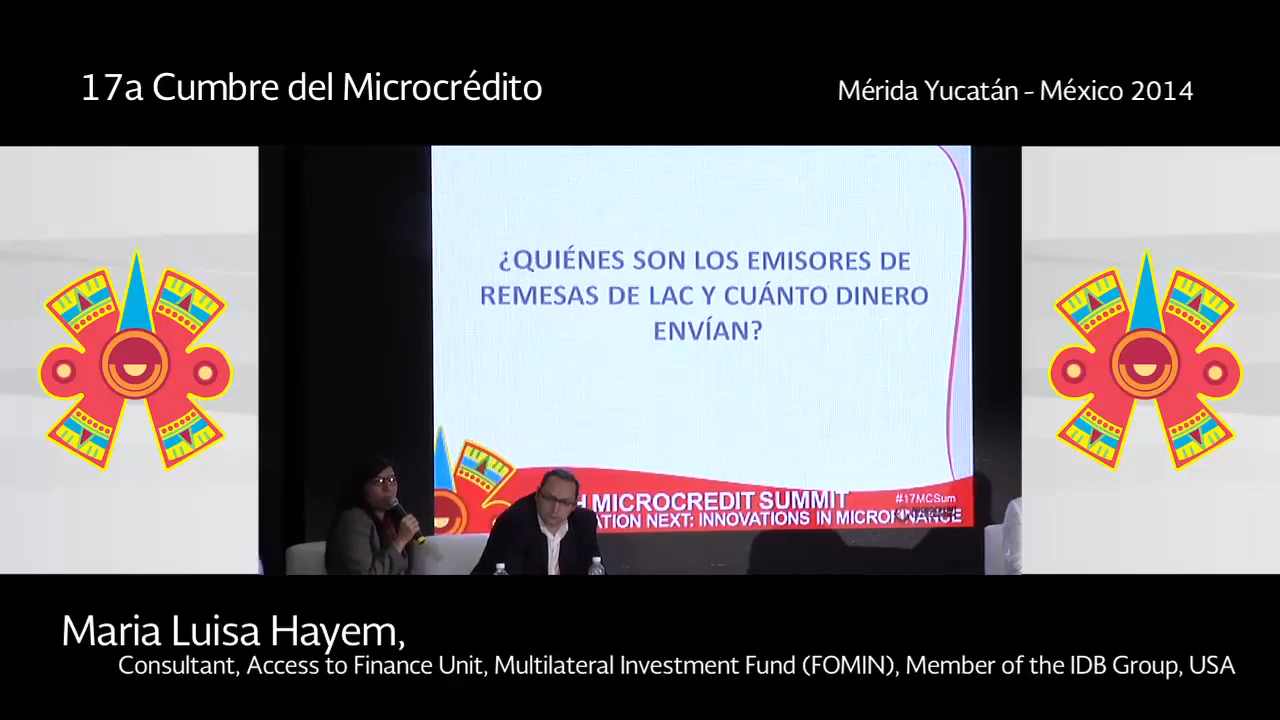 17a Cumbre del Microcrédito
Mérida Yucatán - México 2014
¿QUIÉNES SON LOS EMISORES DE
REMESAS DE LAC Y CUÁNTO DINERO
ENVÍAN?
MICROCREDIT SUMMIT
#17MCSum
NEXT: INNOVATIONS IN MICROFINANCE
Maria Luisa Hayem,
Consultant, Access to Finance Unit, Multilateral Investment Fund (FOMIN), Member of the IDB Group, USA